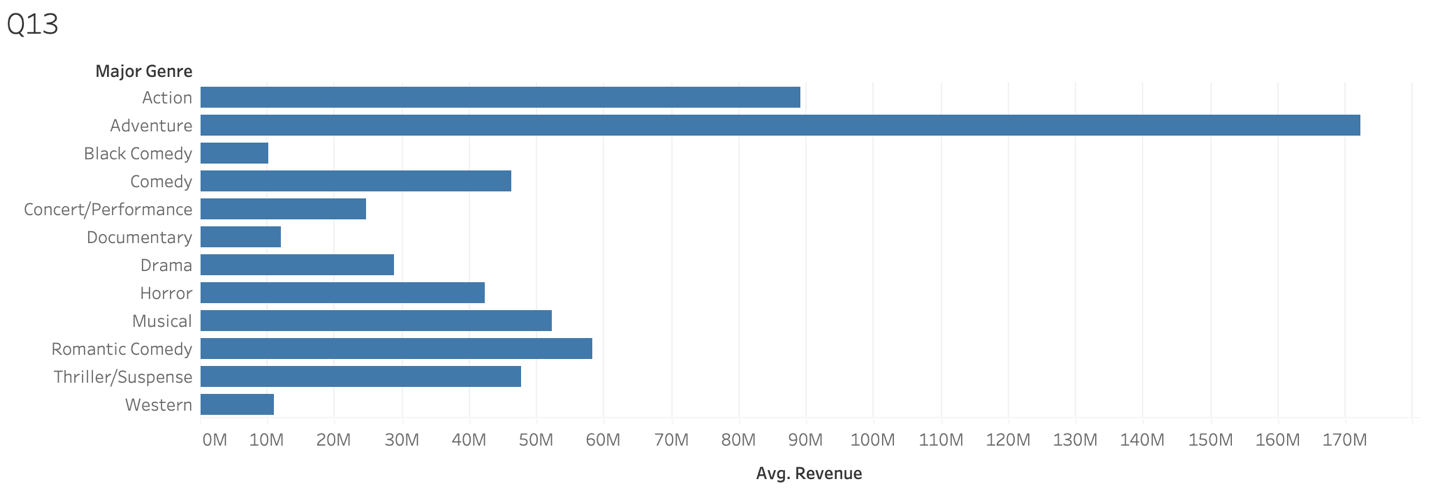 Q13
Major Genre
Action
Adventure
Black Comedy
Comedy
Concert/Performance
Documentary
Drama
Horror
Musical
Romantic Comedy
Thriller/Suspense
Western
0M 10M 20M 30M 40M 50M 60M 70M 80M 90M 100M 110M 120M 130M 140M 150M 160M 170M
Avg. Revenue